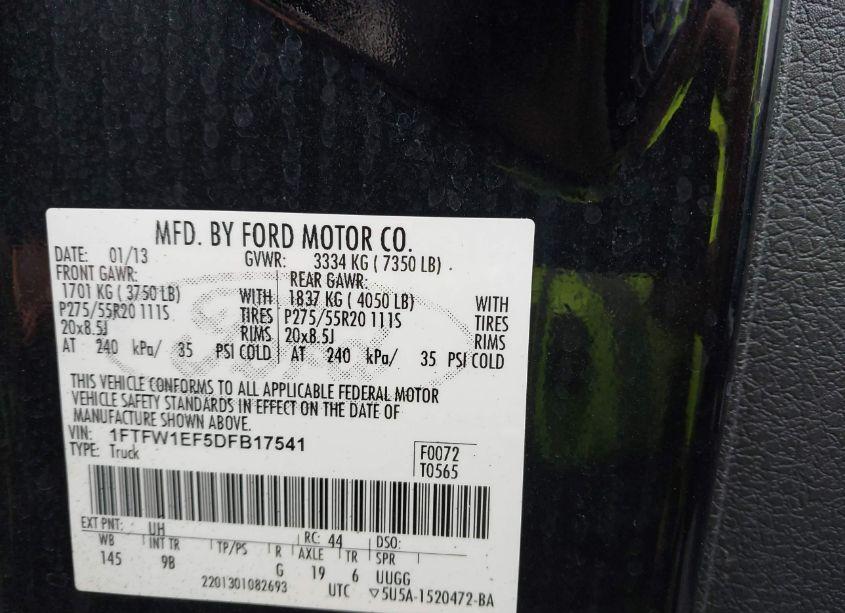 MFD. BY FORD MOTOR CO.
DATE: 01/13 GVWR: 3334 KG ( 7350 LB)
FRONT GAWR: REAR GAWR:
1701 KG ( 3750 LB) WITH 1837 KG ( 4050 LB) WITH
P275/55R20 111S TIRES P275/55R20 111S TIRES
20x8.5J RIMS 20x8.5J RIMS
AT 240 kPa/ 35 PSI COLD AT 240 kPa/ 35 PSI COLD
THIS VEHICLE CONFORMS TO ALL APPLICABLE FEDERAL MOTOR
VEHICLE SAFETY STANDARDS IN EFFECT ON THE DATE OF
MANUFACTURE SHOWN ABOVE.
VIN: 1FTFW1EF5DFB17541
TYPE: Truck
F0072
T0565
EXT PNT: UH RC: 44 DSO:
WB INT TR TP/PS R AXLE TR SPR
145 9B G 19 6 UUGG
2201301082693 UTC ▽5U5A-1520472-BA